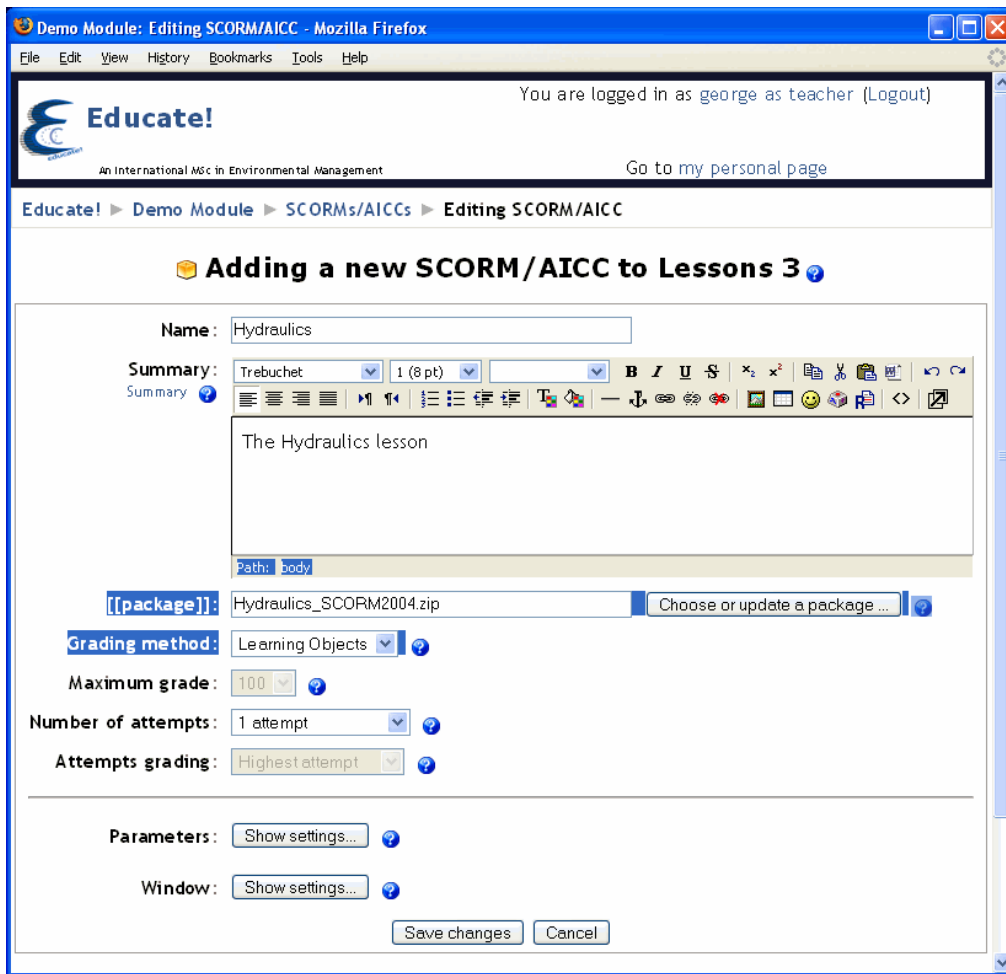 Demo Module: Editing SCORM/AICC - Mozilla Firefox
File Edit View History Bookmarks Tools Help
You are logged in as george as teacher (Logout)
Educate!
educate!
An International MSc in Environmental Management
Go to my personal page
Educate! ► Demo Module ► SCORMs/AICCs ► Editing SCORM/AICC
Adding a new SCORM/AICC to Lessons 3
Name: Hydraulics
Summary: Trebuchet 1 (8 pt) B I U S x₂ x²
Summary
The Hydraulics lesson
Path: body
[[package]]: Hydraulics_SCORM2004.zip Choose or update a package ...
Grading method: Learning Objects
Maximum grade: 100
Number of attempts: 1 attempt
Attempts grading: Highest attempt
Parameters: Show settings...
Window: Show settings...
Save changes Cancel